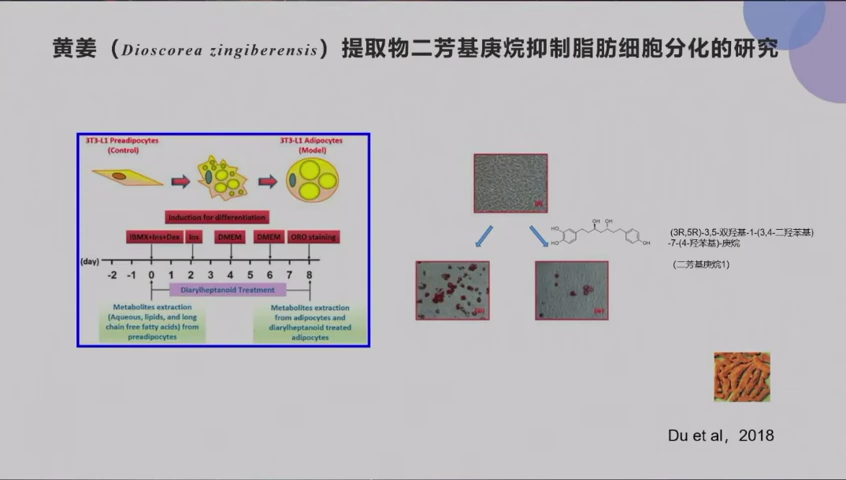 黄姜（Dioscorea zingiberensis）提取物二芳基庚烷抑制脂肪细胞分化的研究
3T3-L1 Preadipocytes
(Control)
3T3-L1 Adipocytes
(Model)
Induction for differentiation
IBMX+Ins+Dex
Ins
DMEM
DMEM
ORO staining
(day)
-2 -1 0 1 2 3 4 5 6 7 8
Diarylheptanoid Treatment
Metabolites extraction
(Aqueous, lipids, and long
chain free fatty acids) from
preadipocytes
Metabolites extraction
from adipocytes and
diarylheptanoid treated
adipocytes
OH OH
HO
HO
OH
(3R,5R)-3,5-双羟基-1-(3,4-二羟苯基)
-7-(4-羟苯基)-庚烷
(二芳基庚烷1)
Du et al，2018